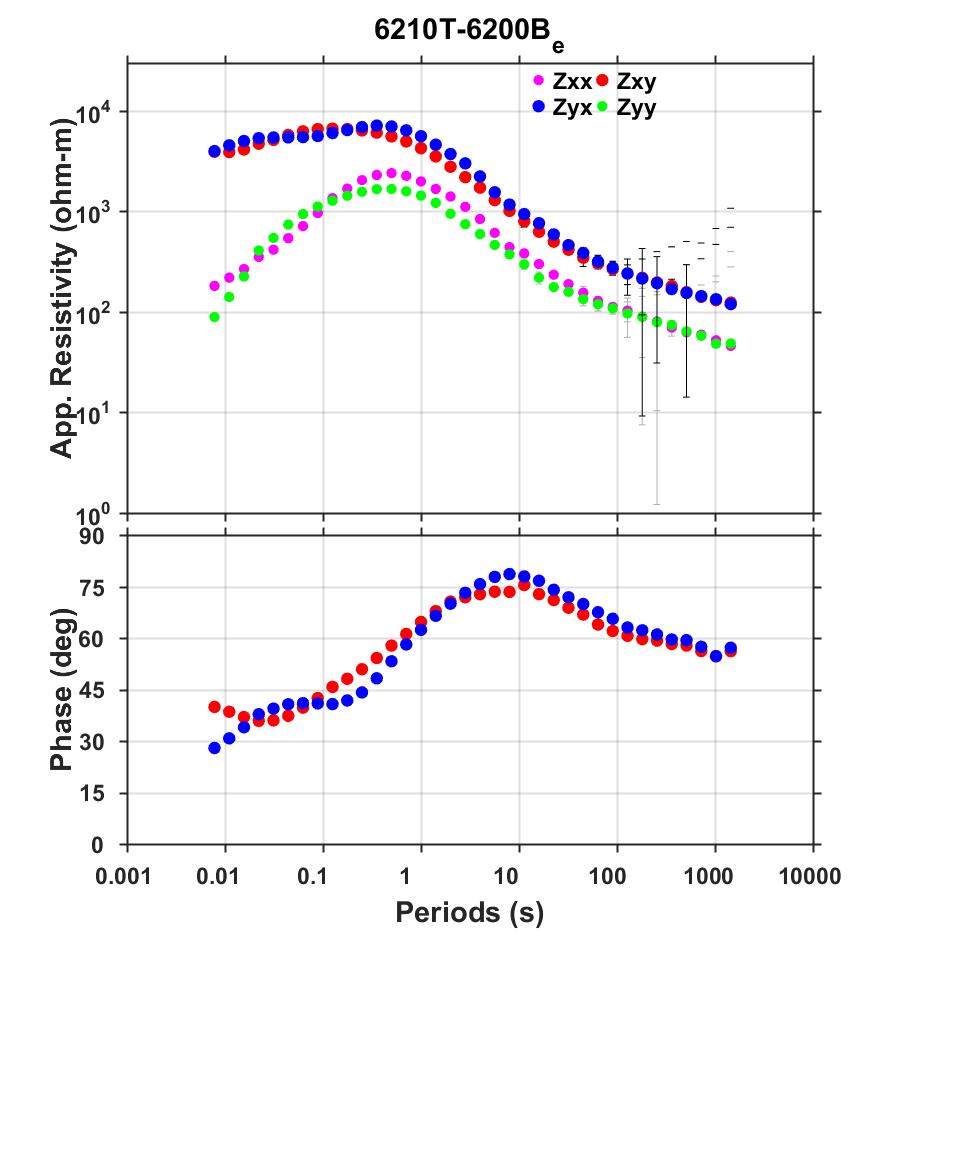 6210T-6200Be
Zxx Zxy
Zyx Zyy
App. Resistivity (ohm-m)
10^4
10^3
10^2
10^1
10^0
Phase (deg)
90
75
60
45
30
15
0
0.001 0.01 0.1 1 10 100 1000 10000
Periods (s)